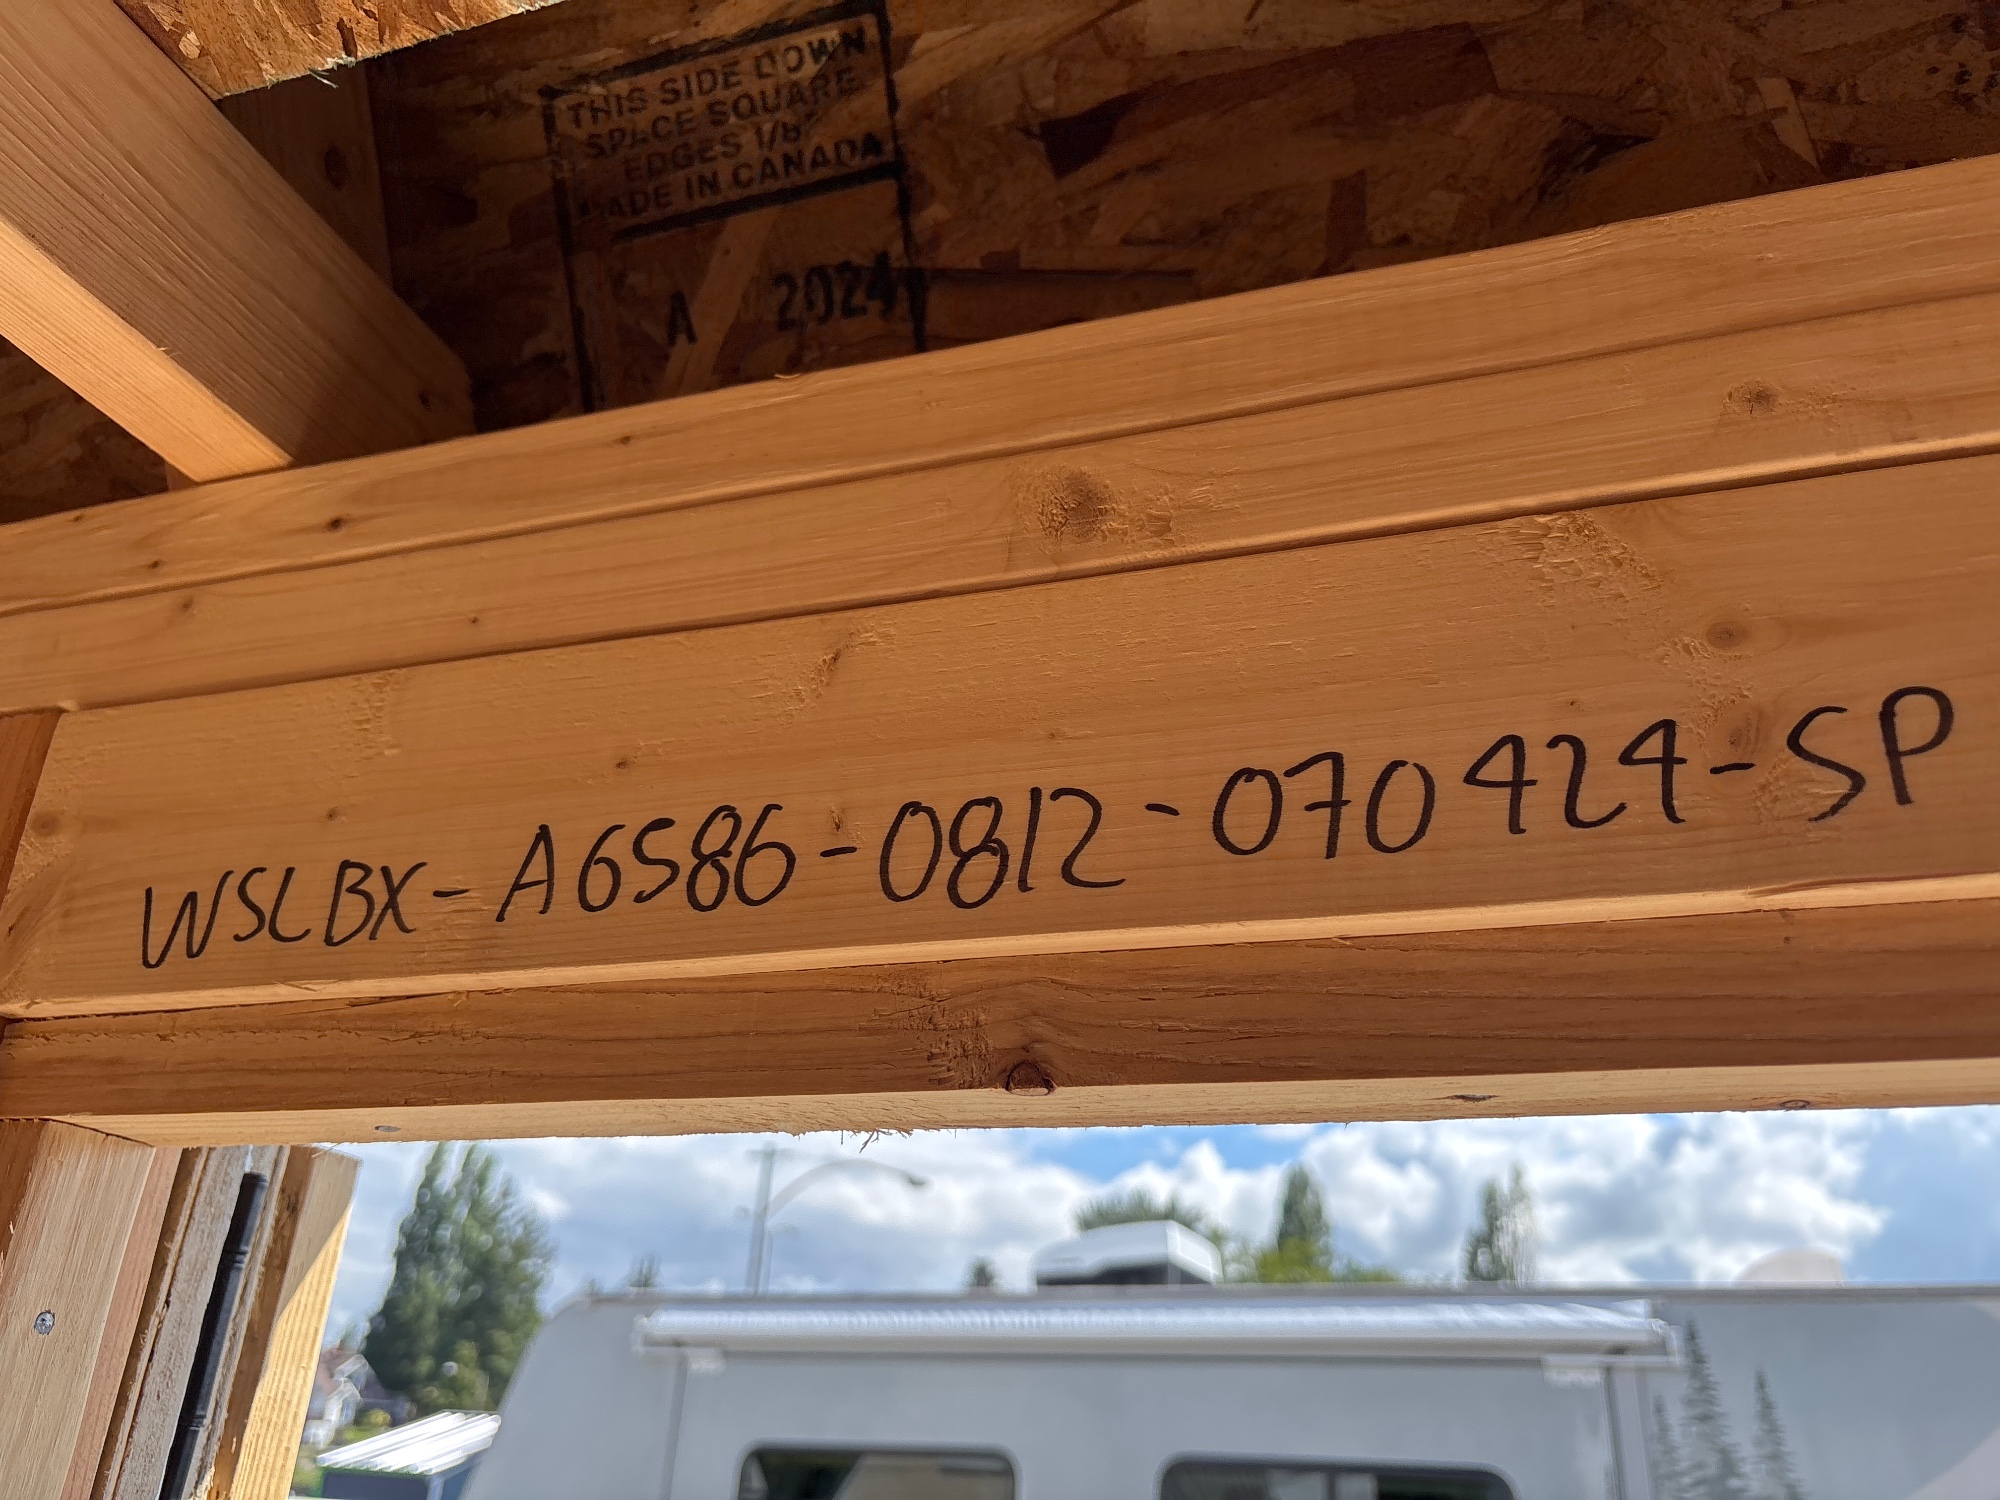 THIS SIDE DOWN
SPACE SQUARE
EDGES 1/8"
MADE IN CANADA
A 2024
WSLBX-A6586-0812-070424-SP